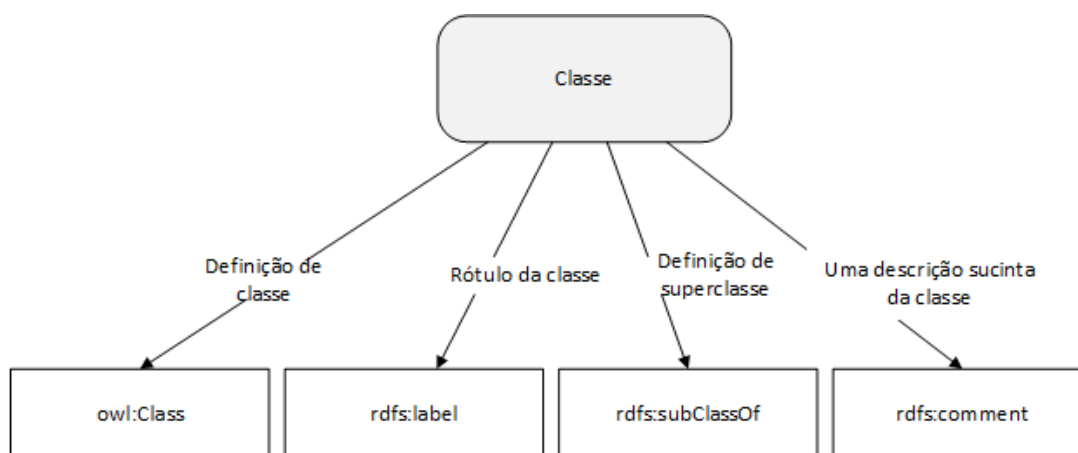 Classe
Definição de
classe
Rótulo da classe
Definição de
superclasse
Uma descrição sucinta
da classe
owl:Class
rdfs:label
rdfs:subClassOf
rdfs:comment